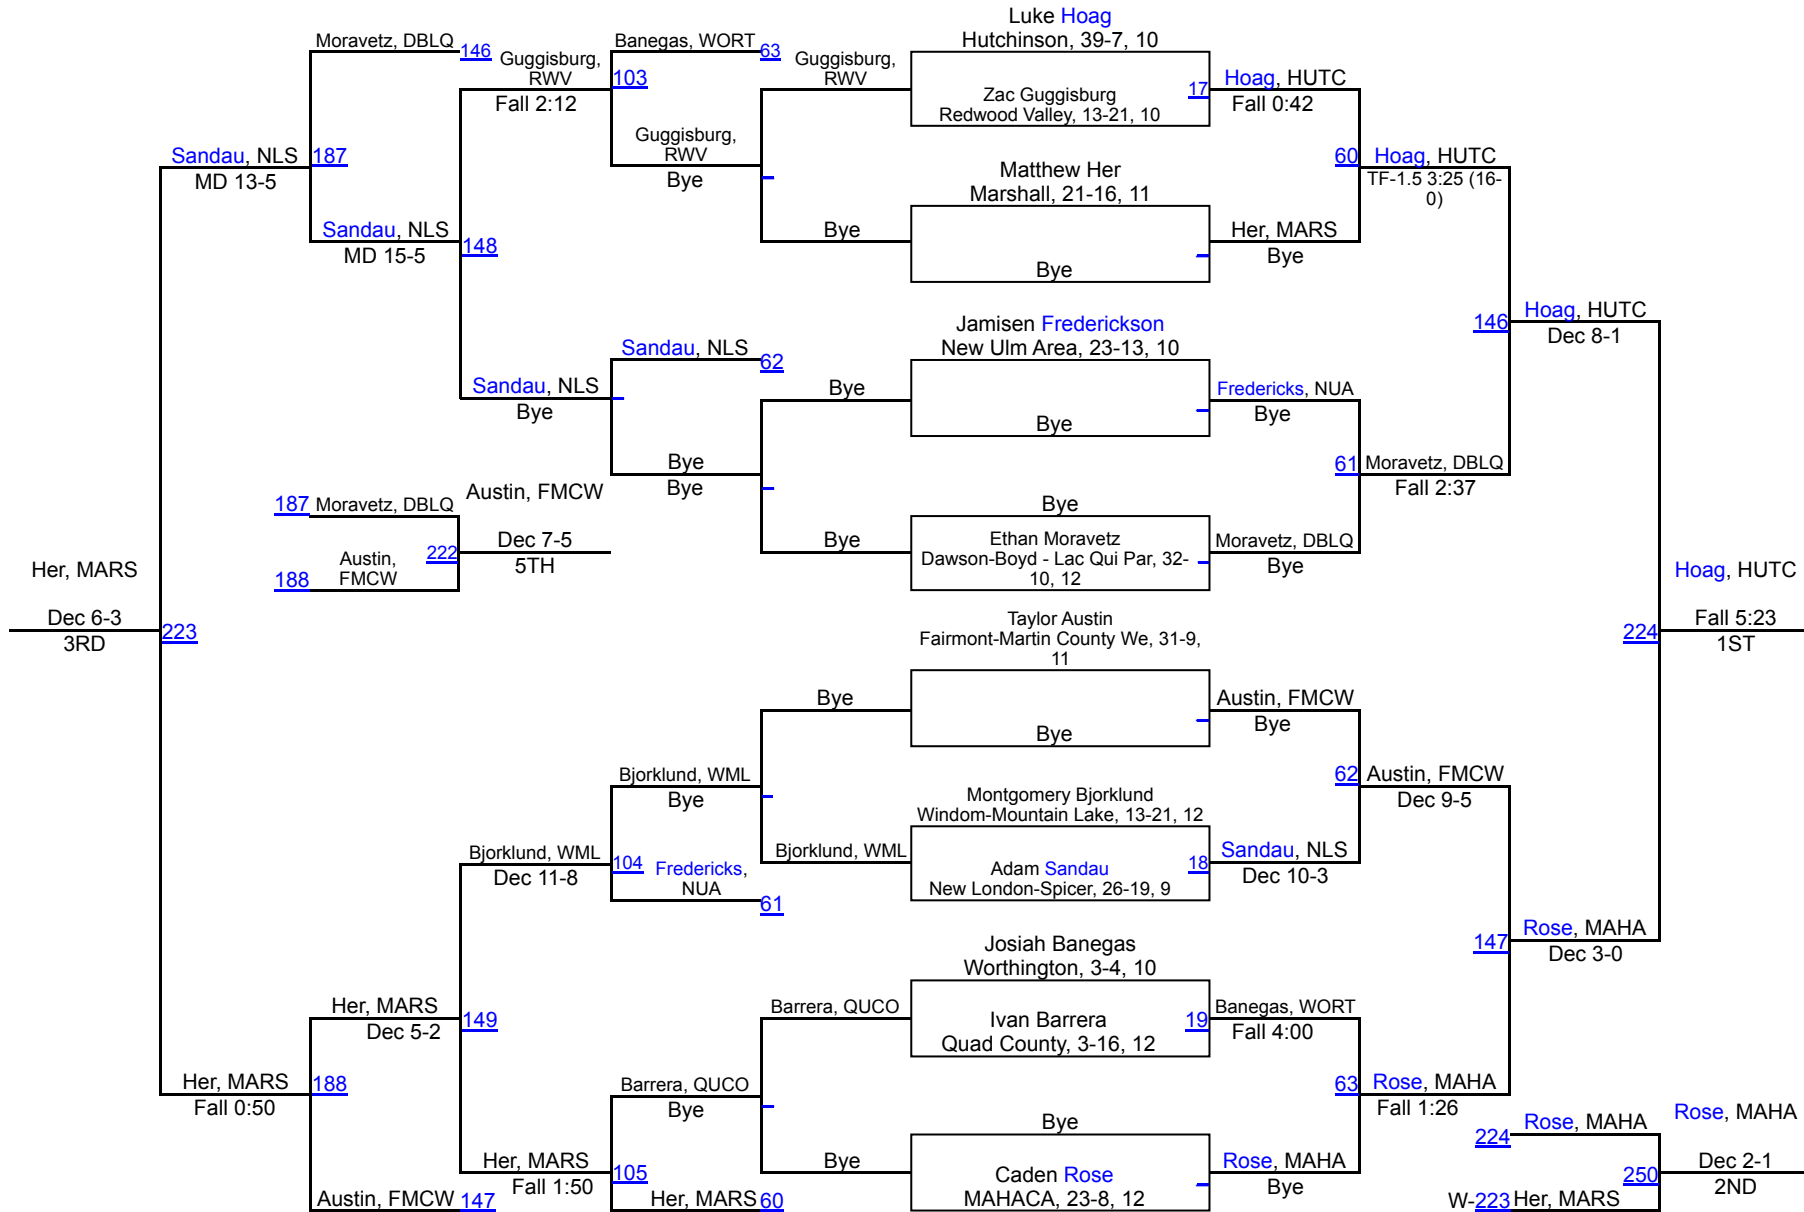 Luke Hoag
Hutchinson, 39-7, 10
Moravetz, DBLQ
146
Guggisburg,
RWV
Fall 2:12
Banegas, WORT
63
103
Guggisburg,
RWV
Zac Guggisburg
Redwood Valley, 13-21, 10
17
Hoag, HUTC
Fall 0:42
Guggisburg,
RWV
Bye
Sandau, NLS
MD 13-5
187
Matthew Her
Marshall, 21-16, 11
60
Hoag, HUTC
TF-1.5 3:25 (16-
0)
Sandau, NLS
MD 15-5
148
Bye
Bye
Her, MARS
Bye
Jamisen Frederickson
New Ulm Area, 23-13, 10
146
Hoag, HUTC
Dec 8-1
Sandau, NLS
62
Sandau, NLS
Bye
Bye
Bye
Fredericks, NUA
Bye
Bye
Bye
61
Moravetz, DBLQ
Fall 2:37
187
Moravetz, DBLQ
Austin, FMCW
Bye
Ethan Moravetz
Dawson-Boyd - Lac Qui Par, 32-
10, 12
Bye
Moravetz, DBLQ
Bye
222
Dec 7-5
5TH
188
Austin,
FMCW
Her, MARS
Dec 6-3
3RD
223
Hoag, HUTC
Fall 5:23
1ST
224
Taylor Austin
Fairmont-Martin County We, 31-9,
11
Bye
Bye
Austin, FMCW
Bye
Bjorklund, WML
Bye
62
Austin, FMCW
Dec 9-5
Montgomery Bjorklund
Windom-Mountain Lake, 13-21, 12
Bjorklund, WML
Dec 11-8
104
Fredericks,
NUA
61
Bjorklund, WML
Adam Sandau
New London-Spicer, 26-19, 9
18
Sandau, NLS
Dec 10-3
147
Rose, MAHA
Dec 3-0
Josiah Banegas
Worthington, 3-4, 10
Her, MARS
Dec 5-2
149
Barrera, QUCO
Ivan Barrera
Quad County, 3-16, 12
19
Banegas, WORT
Fall 4:00
Her, MARS
Fall 0:50
188
Barrera, QUCO
Bye
63
Rose, MAHA
Fall 1:26
Bye
Caden Rose
MAHACA, 23-8, 12
Bye
Rose, MAHA
Bye
Her, MARS
Fall 1:50
105
Her, MARS
60
Austin, FMCW
147
224
Rose, MAHA
Rose, MAHA
250
Dec 2-1
2ND
W-223
Her, MARS